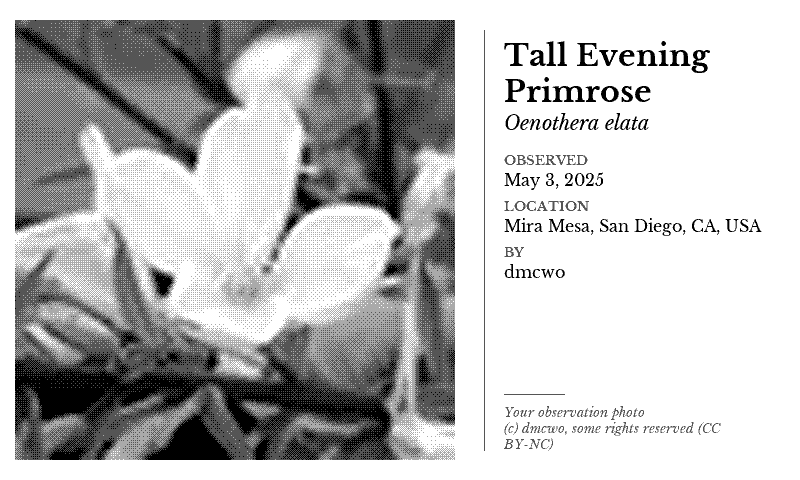 Tall Evening
Primrose
Oenothera elata
OBSERVED
May 3, 2025
LOCATION
Mira Mesa, San Diego, CA, USA
BY
dmcwo
Your observation photo
(c) dmcwo, some rights reserved (CC
BY-NC)